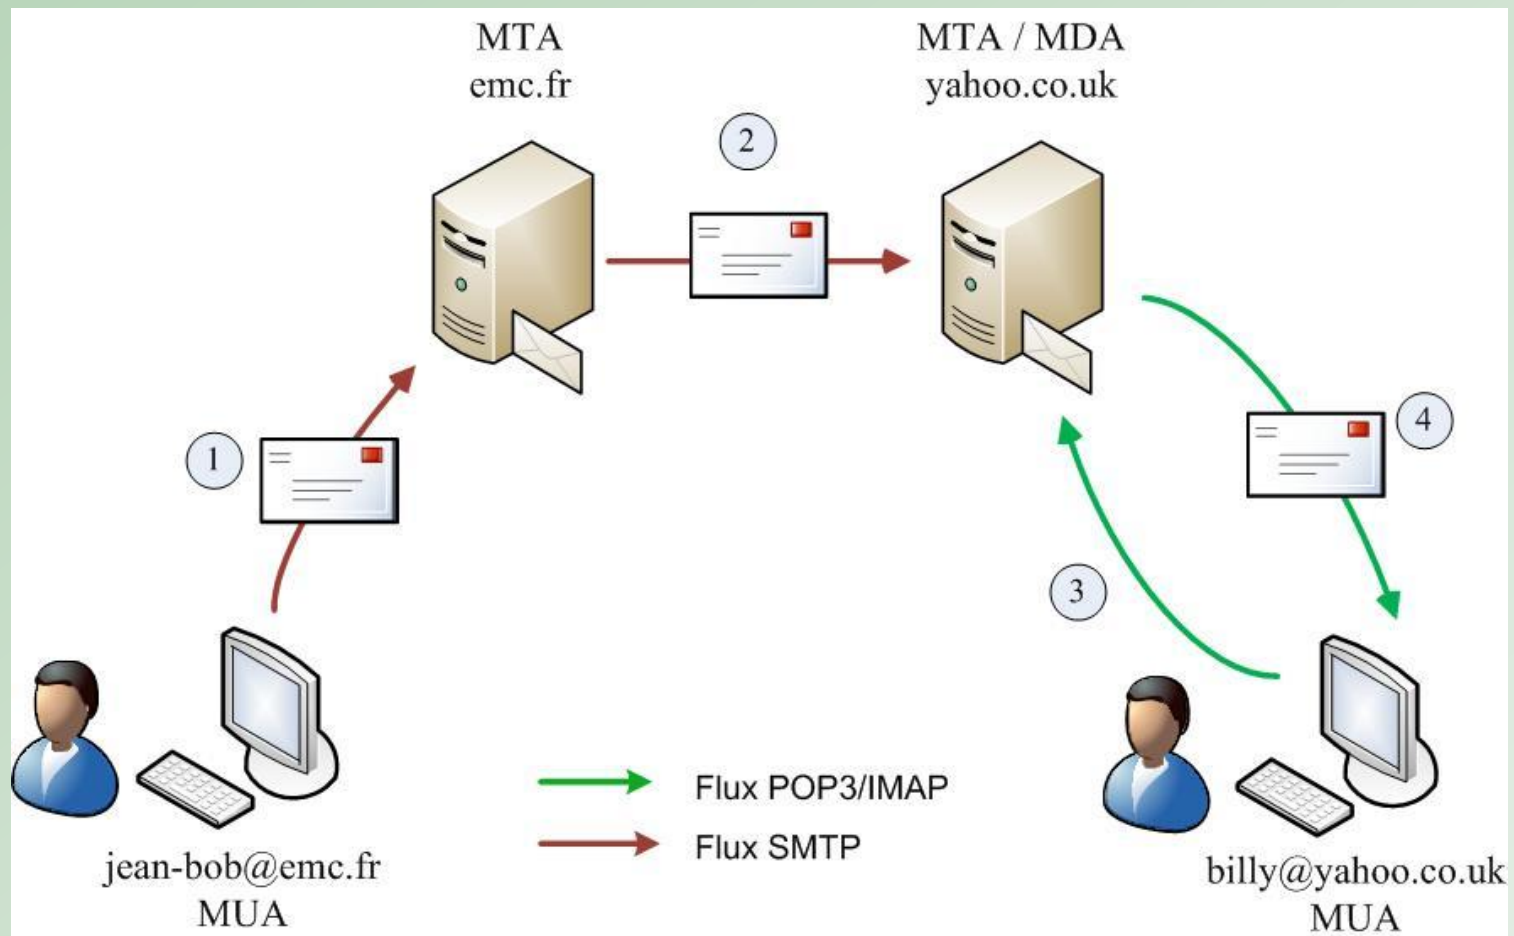 MTA
emc.fr
MTA / MDA
yahoo.co.uk
2
1
4
3
Flux POP3/IMAP
Flux SMTP
jean-bob@emc.fr
MUA
billy@yahoo.co.uk
MUA